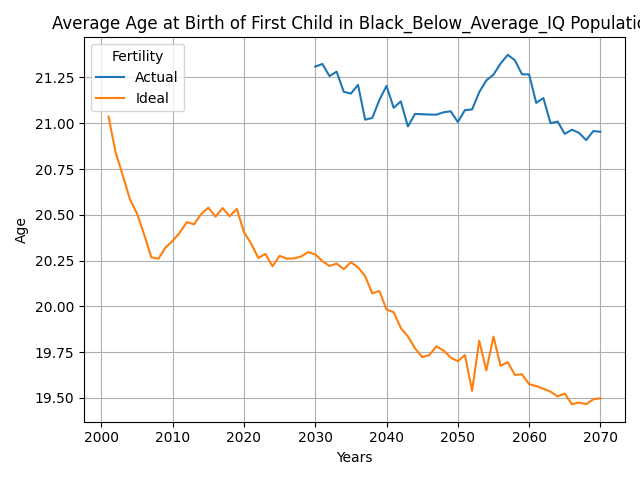 Average Age at Birth of First Child in Black_Below_Average_IQ Populatio
Fertility
Actual
Ideal
21.25
21.00
20.75
20.50
20.25
20.00
19.75
19.50
Age
2000 2010 2020 2030 2040 2050 2060 2070
Years